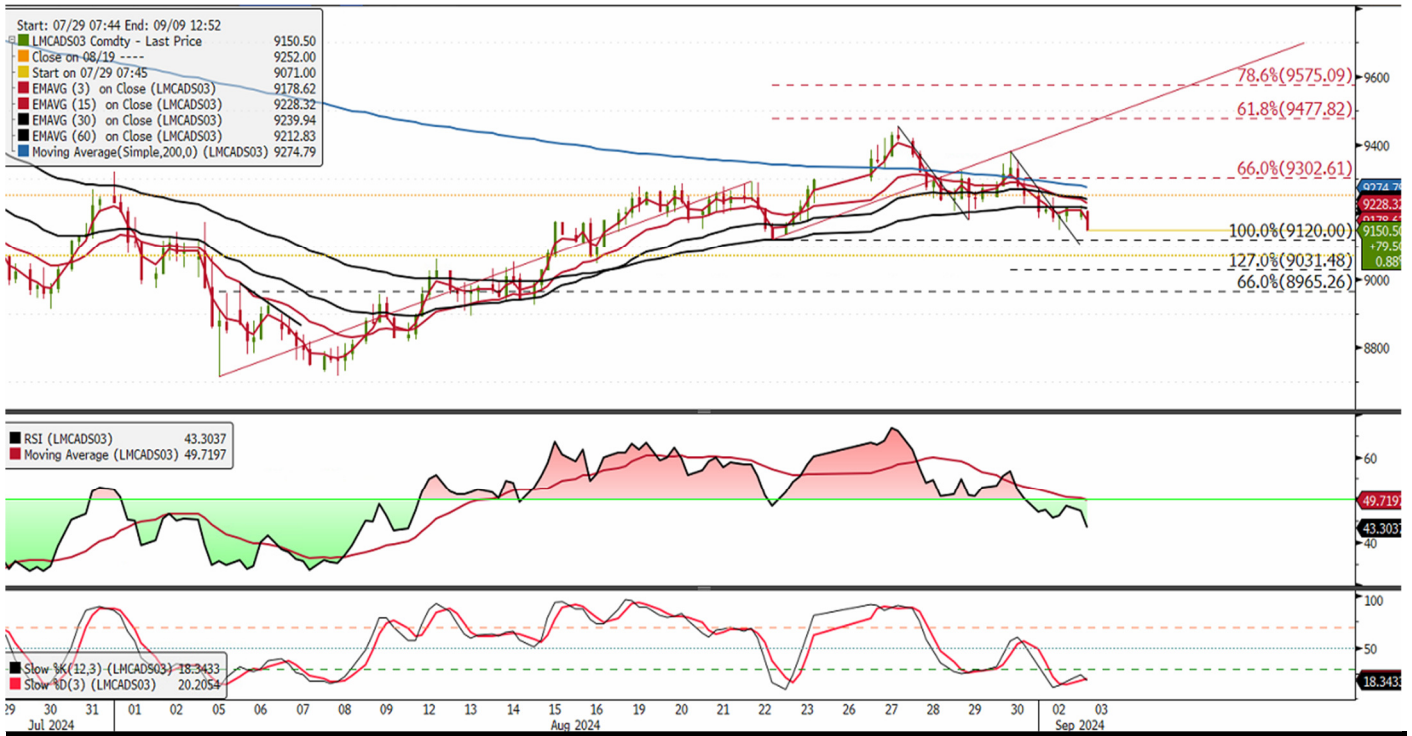 Start: 07/29 07:44 End: 09/09 12:52
LMCADS03 Comdty - Last Price 9150.50
Close on 08/19 ---- 9252.00
Start on 07/29 07:45 9071.00
EMAVG (3) on Close (LMCADS03) 9178.62
EMAVG (15) on Close (LMCADS03) 9228.32
EMAVG (30) on Close (LMCADS03) 9239.94
EMAVG (60) on Close (LMCADS03) 9212.83
Moving Average(Simple,200,0) (LMCADS03) 9274.79
78.6%(9575.09)
9600
61.8%(9477.82)
9400
66.0%(9302.61)
9274.79
9228.32
9178.62
100.0%(9120.00)
9150.50
+79.50
0.88%
127.0%(9031.48)
9000
66.0%(8965.26)
8800
RSI (LMCADS03) 43.3037
Moving Average (LMCADS03) 49.7197
60
49.7197
43.3037
40
100
50
Slow %K(12,3) (LMCADS03) 18.3433
Slow %D(3) (LMCADS03) 20.2054
18.3433
29 30 31 01 02 05 06 07 08 09 12 13 14 15 16 19 20 21 22 23 26 27 28 29 30 02 03
Jul 2024 Aug 2024 Sep 2024